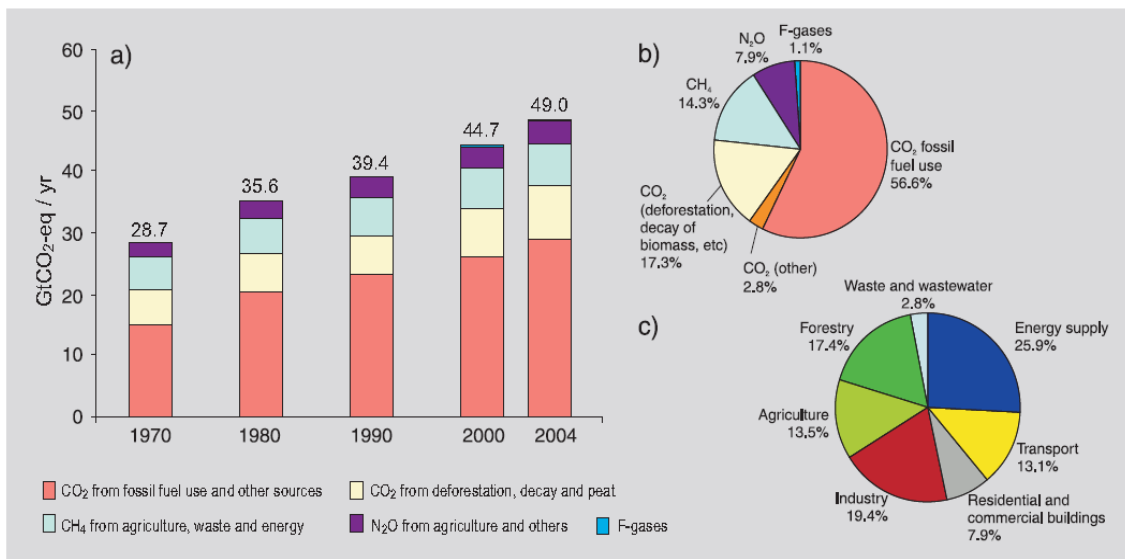 a)
GtCO₂-eq / yr
60
50
40
30
20
10
0
28.7
35.6
39.4
44.7
49.0
1970
1980
1990
2000
2004
CO₂ from fossil fuel use and other sources
CO₂ from deforestation, decay and peat
CH₄ from agriculture, waste and energy
N₂O from agriculture and others
F-gases
b)
F-gases
1.1%
N₂O
7.9%
CH₄
14.3%
CO₂ fossil
fuel use
56.6%
CO₂
(deforestation,
decay of
biomass, etc)
17.3%
CO₂ (other)
2.8%
c)
Waste and wastewater
2.8%
Forestry
17.4%
Energy supply
25.9%
Agriculture
13.5%
Transport
13.1%
Industry
19.4%
Residential and
commercial buildings
7.9%